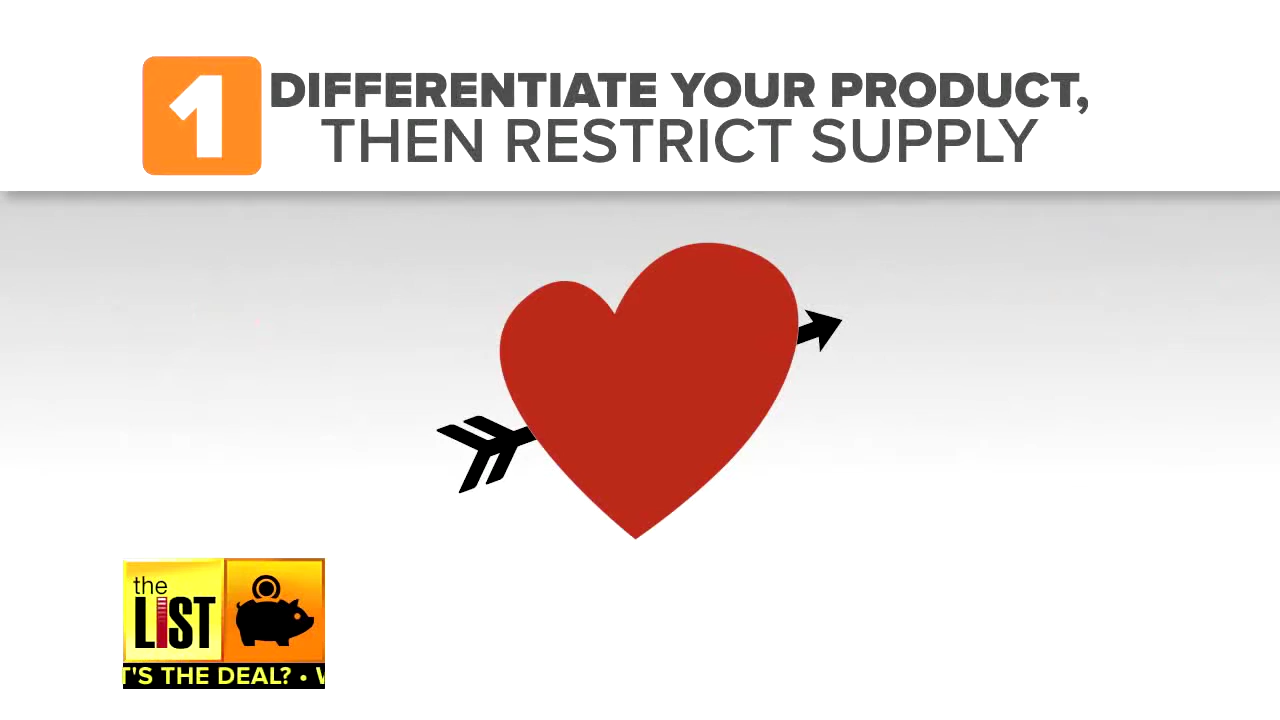 1
DIFFERENTIATE YOUR PRODUCT,
THEN RESTRICT SUPPLY
the
LiST
T'S THE DEAL? •